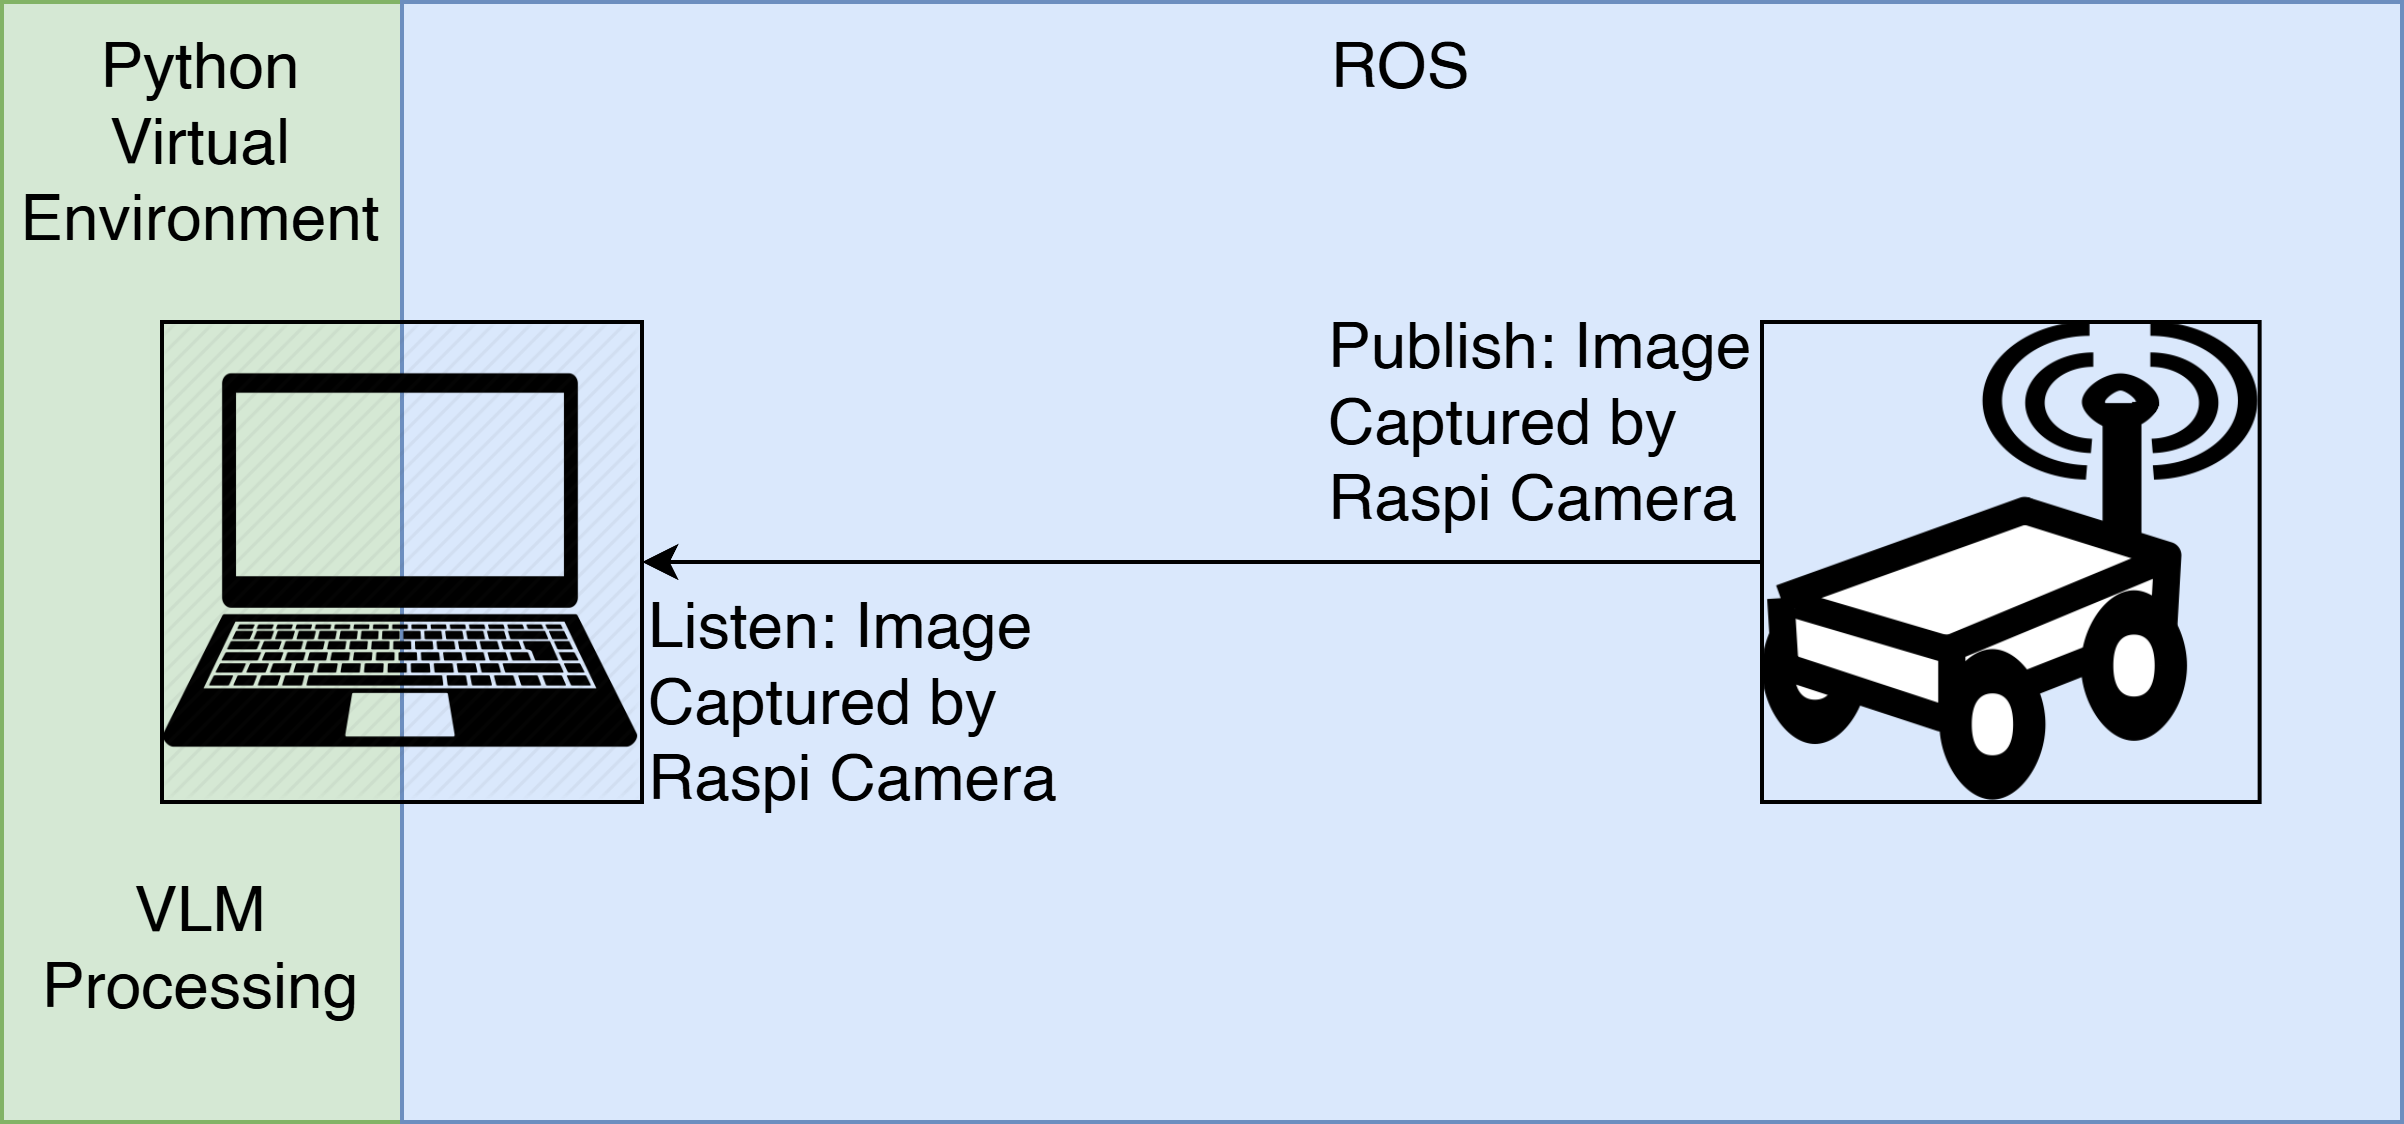 Python
Virtual
Environment
ROS
Publish: Image
Captured by
Raspi Camera
Listen: Image
Captured by
Raspi Camera
VLM
Processing